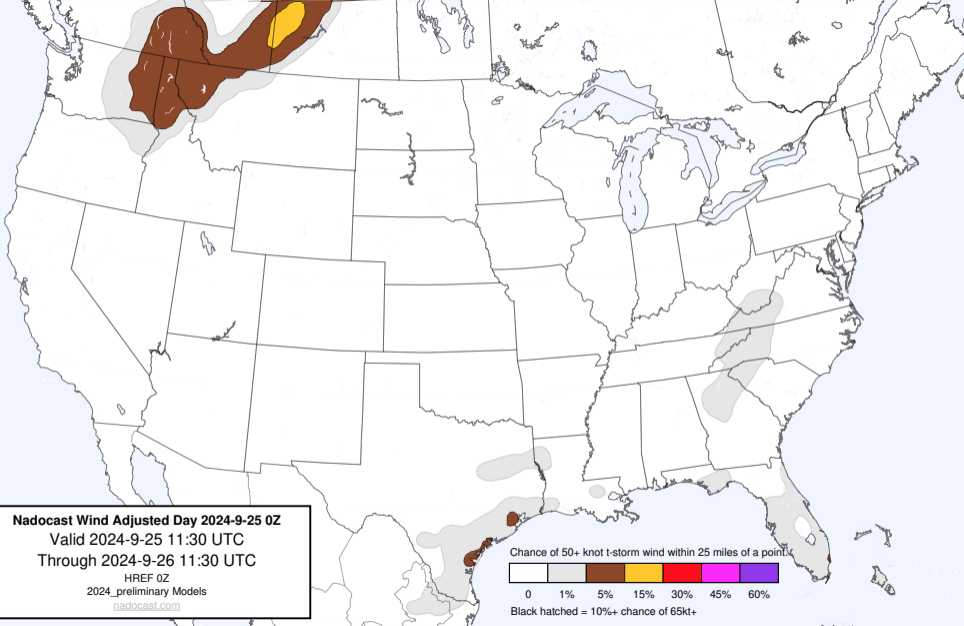 Nadocast Wind Adjusted Day 2024-9-25 0Z
Valid 2024-9-25 11:30 UTC
Through 2024-9-26 11:30 UTC
HREF 0Z
2024_preliminary Models
nadocast.com
Chance of 50+ knot t-storm wind within 25 miles of a point.
0 1% 5% 15% 30% 45% 60%
Black hatched = 10%+ chance of 65kt+